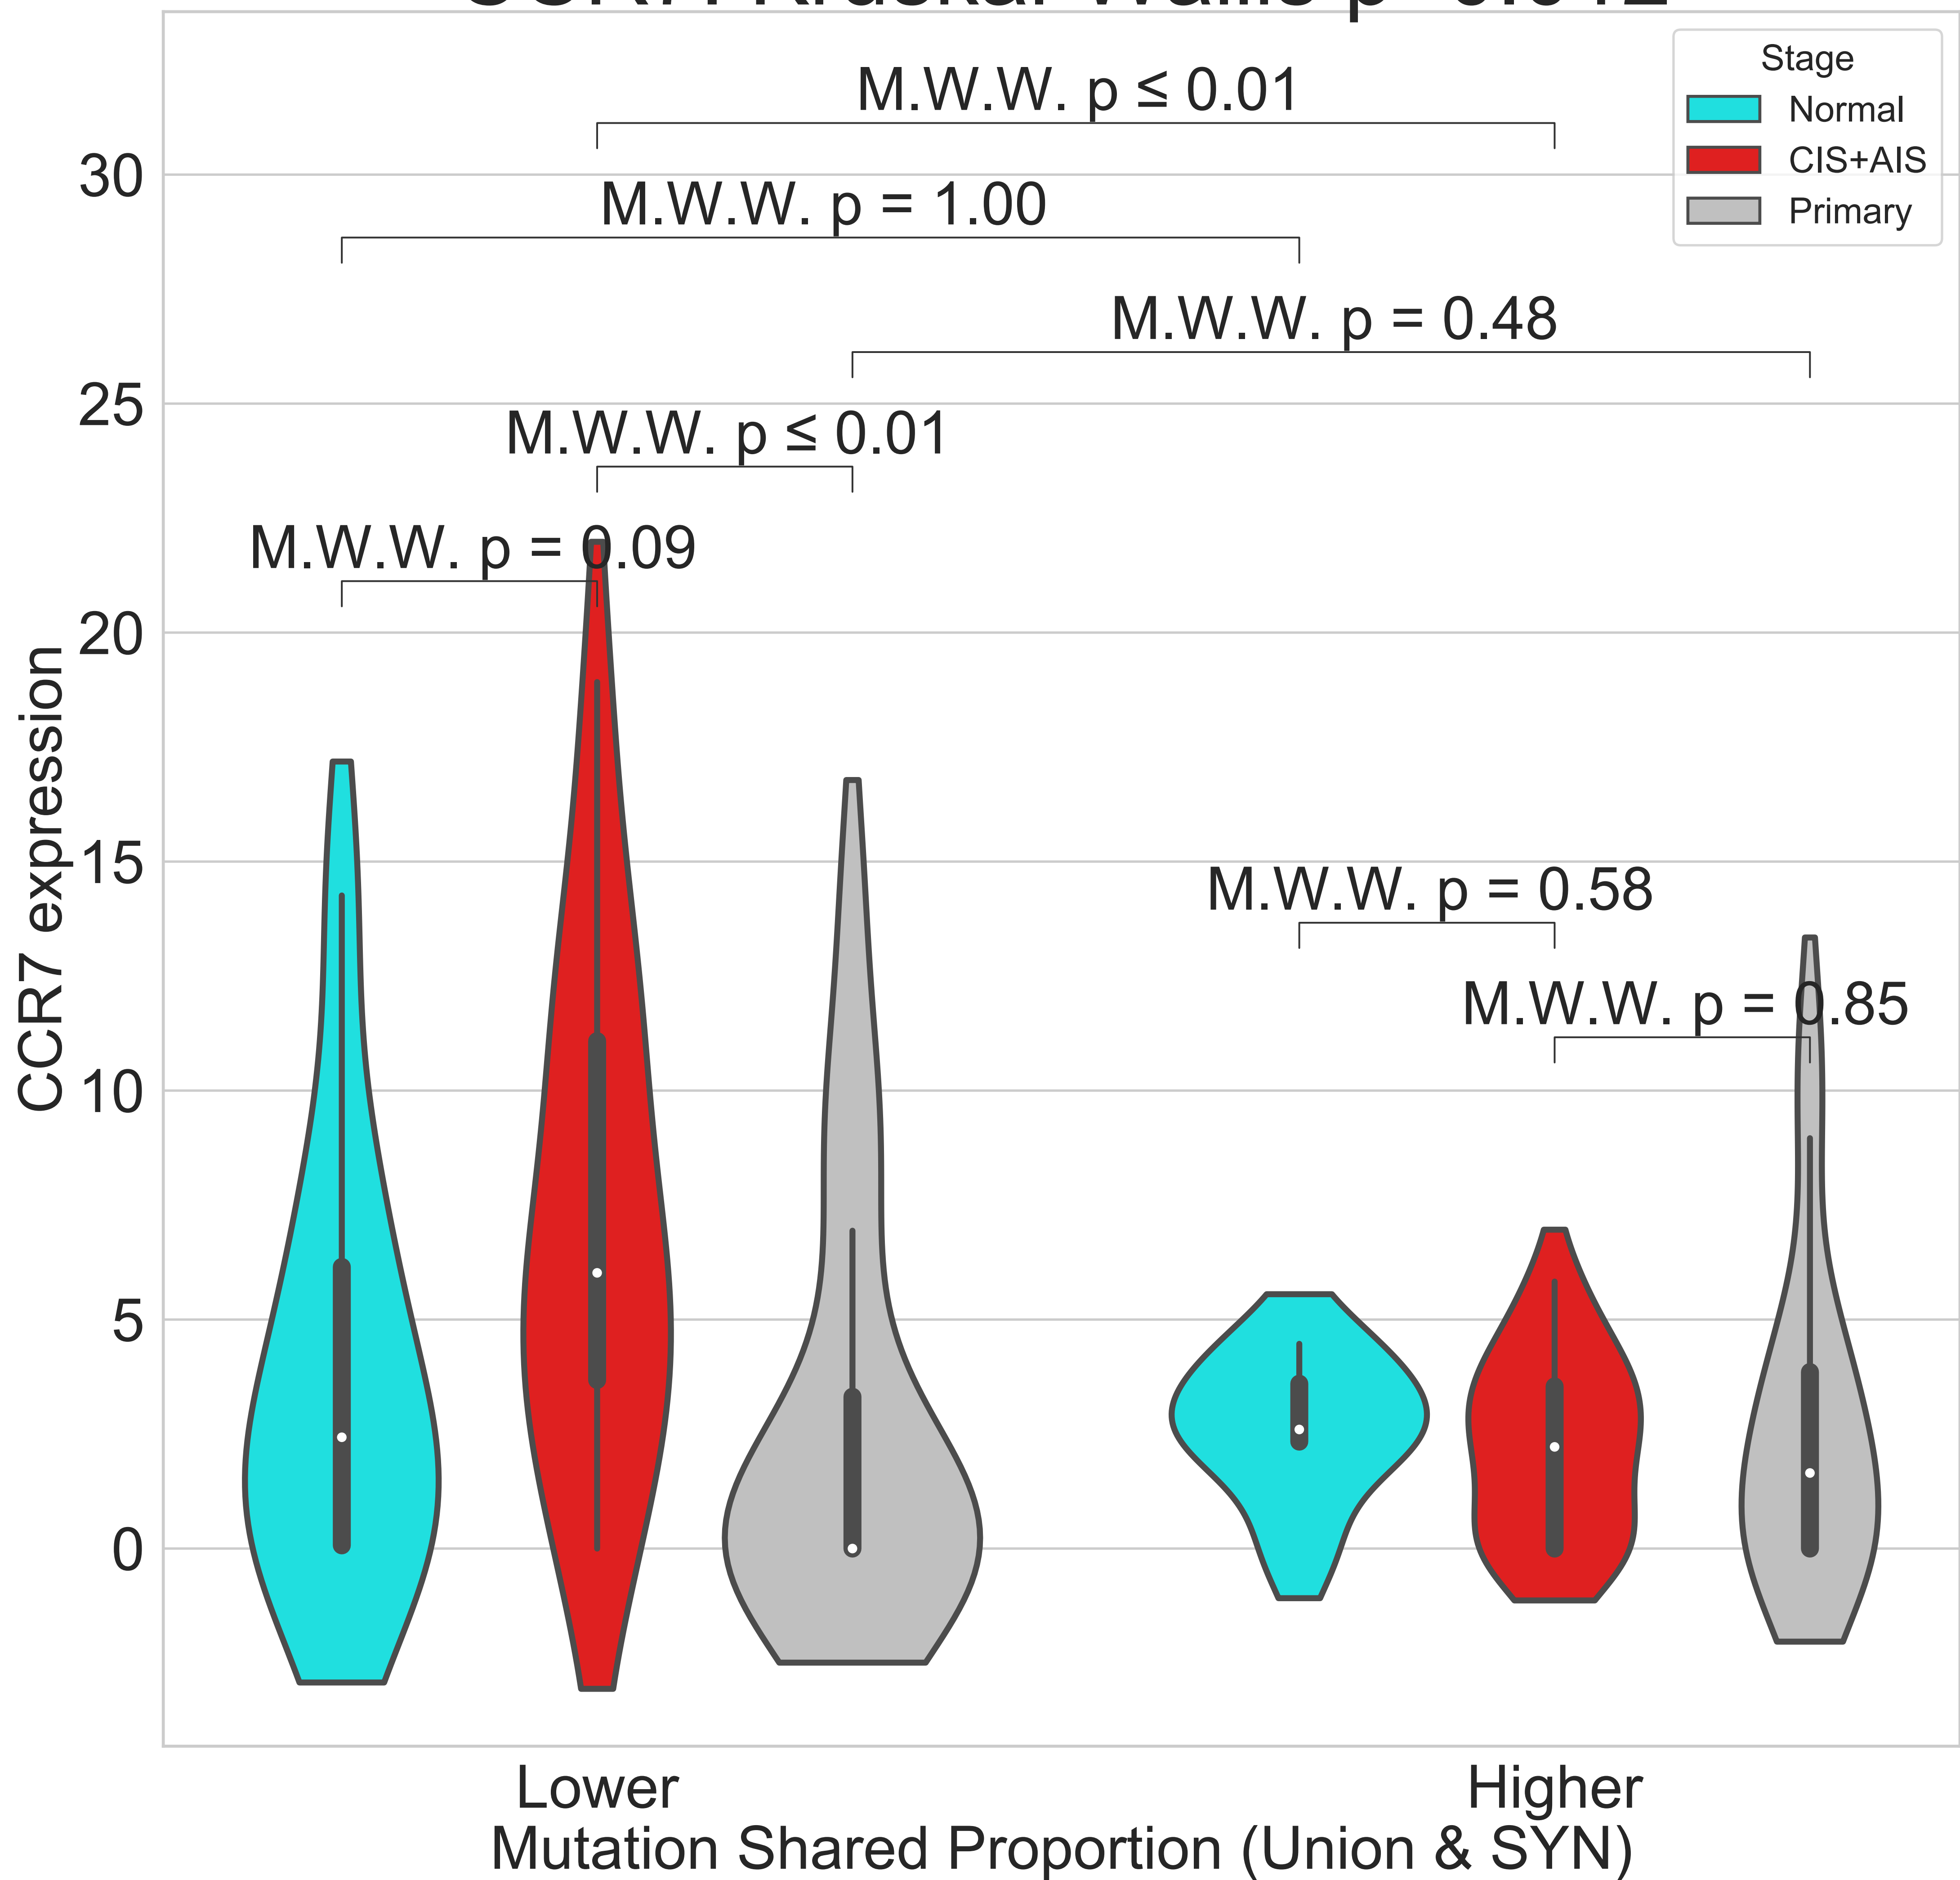 M.W.W. p ≤ 0.01
Stage
Normal
CIS+AIS
Primary
M.W.W. p = 1.00
M.W.W. p = 0.48
M.W.W. p ≤ 0.01
M.W.W. p = 0.09
M.W.W. p = 0.58
M.W.W. p = 0.85
30
25
20
15
10
5
0
CCR7 expression
Lower
Higher
Mutation Shared Proportion (Union & SYN)